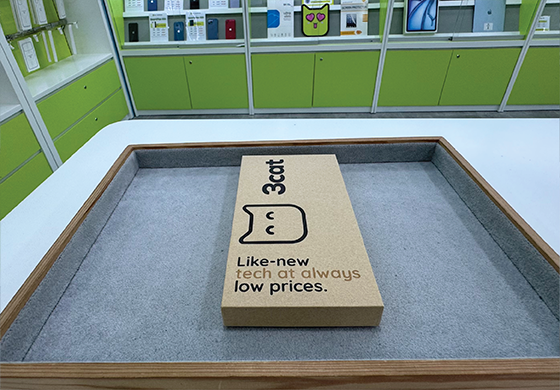 3cat
Like-new
tech at always
low prices.